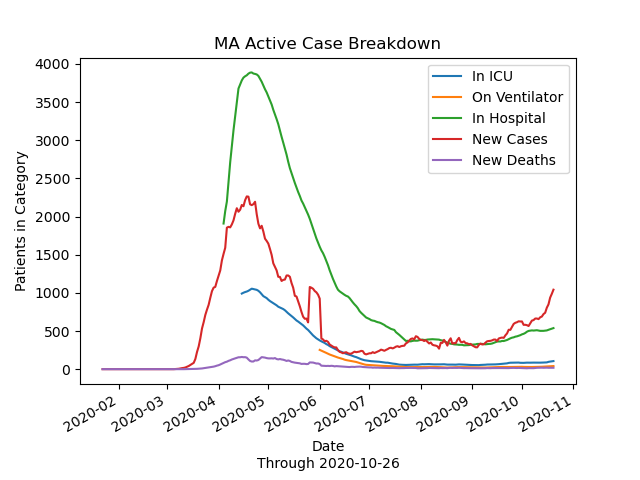 MA Active Case Breakdown
Patients in Category
4000
3500
3000
2500
2000
1500
1000
500
0
In ICU
On Ventilator
In Hospital
New Cases
New Deaths
2020-02
2020-03
2020-04
2020-05
2020-06
2020-07
2020-08
2020-09
2020-10
2020-11
Date
Through 2020-10-26